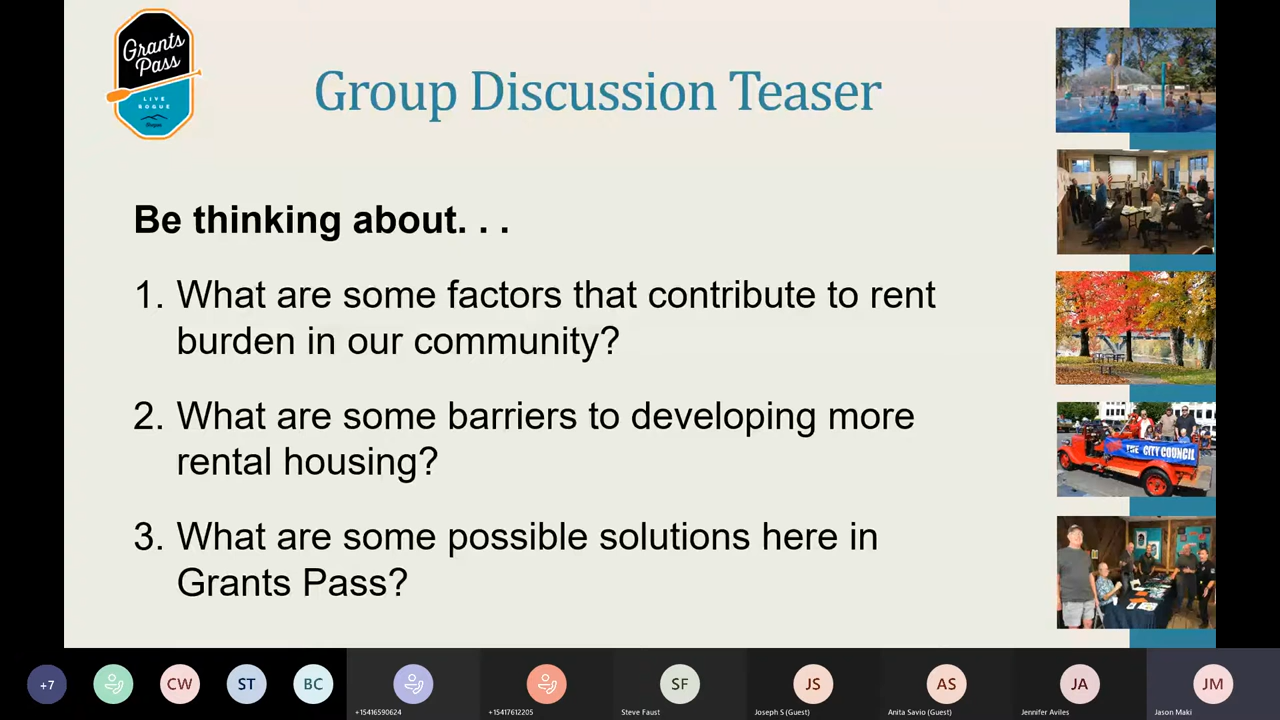 Grants
Pass
LIVE
ROGUE
Group Discussion Teaser
Be thinking about. . .
1. What are some factors that contribute to rent
burden in our community?
2. What are some barriers to developing more
rental housing?
3. What are some possible solutions here in
Grants Pass?
THE CITY COUNCIL
+7
CW
ST
BC
+15416590624
+15417612205
SF
Steve Faust
JS
Joseph S (Guest)
AS
Anita Savio (Guest)
JA
Jennifer Aviles
JM
Jason Maki